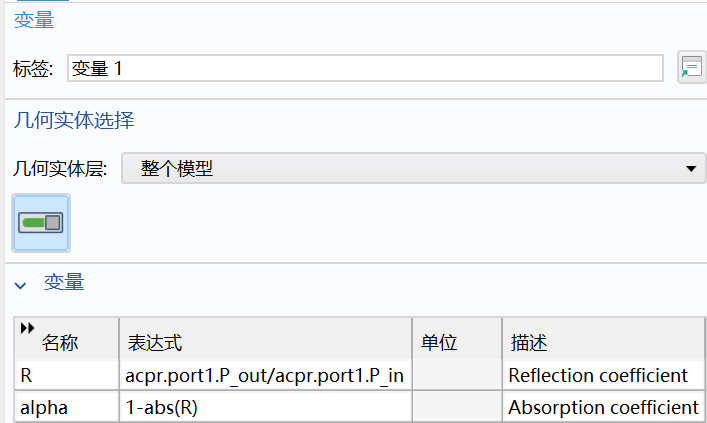 变量
标签: 变量 1
几何实体选择
几何实体层: 整个模型
变量
名称 表达式 单位 描述
R acpr.port1.P_out/acpr.port1.P_in Reflection coefficient
alpha 1-abs(R) Absorption coefficient